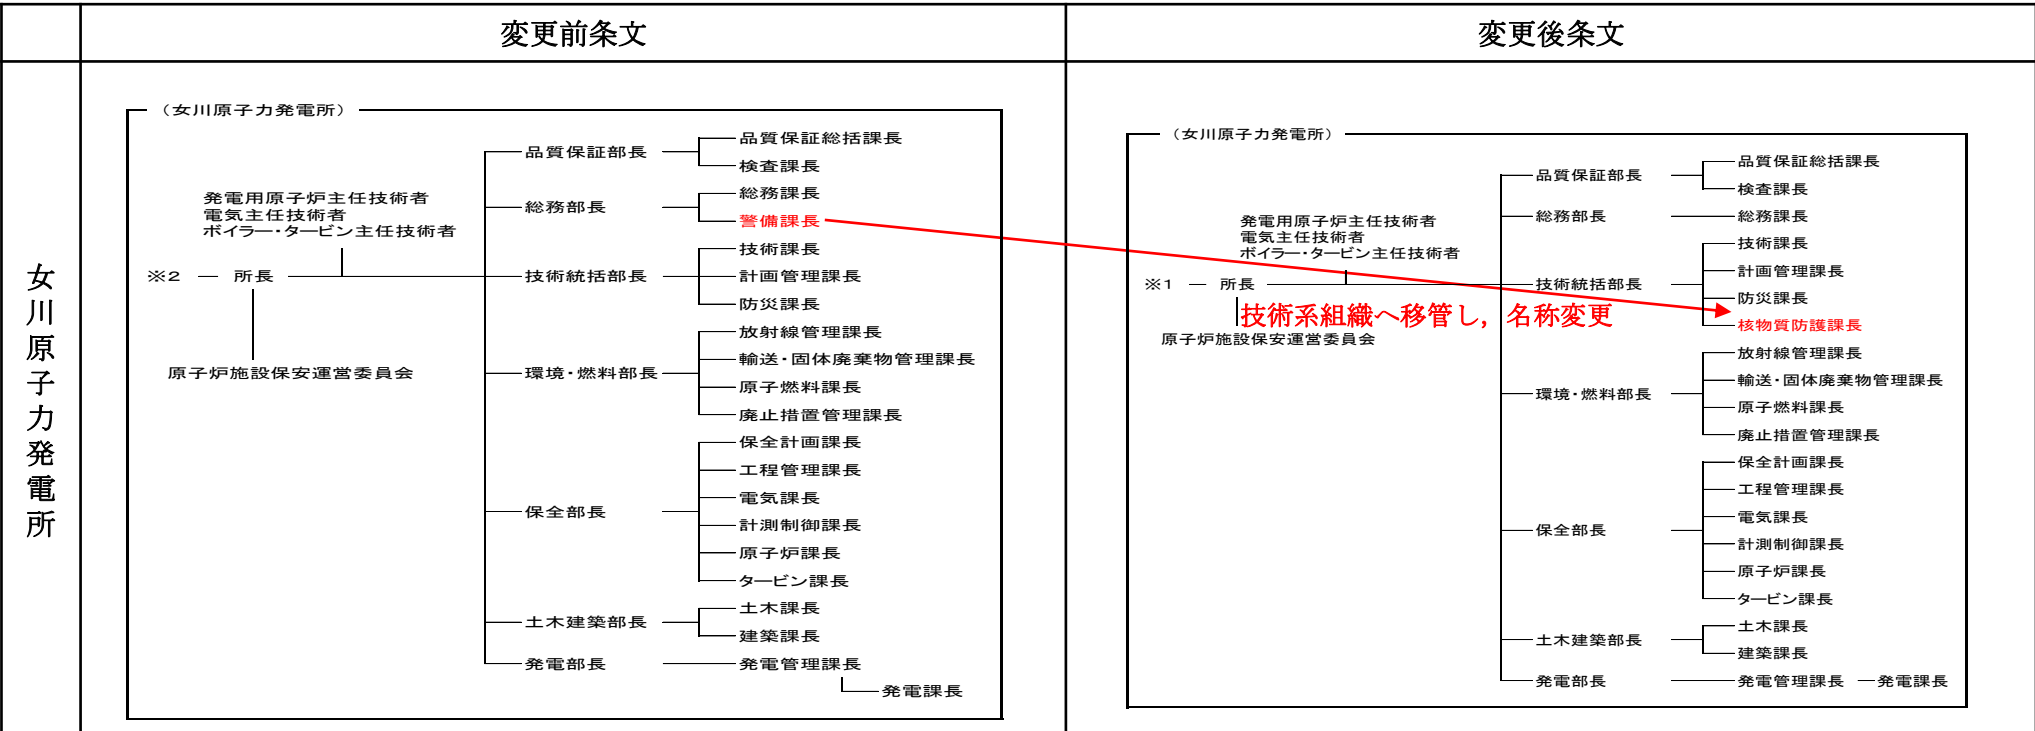 変更前条文
変更後条文
女川原子力発電所
（女川原子力発電所）
発電用原子炉主任技術者
電気主任技術者
ボイラー・タービン主任技術者
※2
所長
原子炉施設保安運営委員会
品質保証部長
品質保証総括課長
検査課長
総務部長
総務課長
警備課長
技術統括部長
技術課長
計画管理課長
防災課長
環境・燃料部長
放射線管理課長
輸送・固体廃棄物管理課長
原子燃料課長
廃止措置管理課長
保全部長
保全計画課長
工程管理課長
電気課長
計測制御課長
原子炉課長
タービン課長
土木建築部長
土木課長
建築課長
発電部長
発電管理課長
発電課長
（女川原子力発電所）
発電用原子炉主任技術者
電気主任技術者
ボイラー・タービン主任技術者
※1
所長
技術系組織へ移管し，名称変更
原子炉施設保安運営委員会
品質保証部長
品質保証総括課長
検査課長
総務部長
総務課長
技術統括部長
技術課長
計画管理課長
防災課長
核物質防護課長
環境・燃料部長
放射線管理課長
輸送・固体廃棄物管理課長
原子燃料課長
廃止措置管理課長
保全部長
保全計画課長
工程管理課長
電気課長
計測制御課長
原子炉課長
タービン課長
土木建築部長
土木課長
建築課長
発電部長
発電管理課長
発電課長